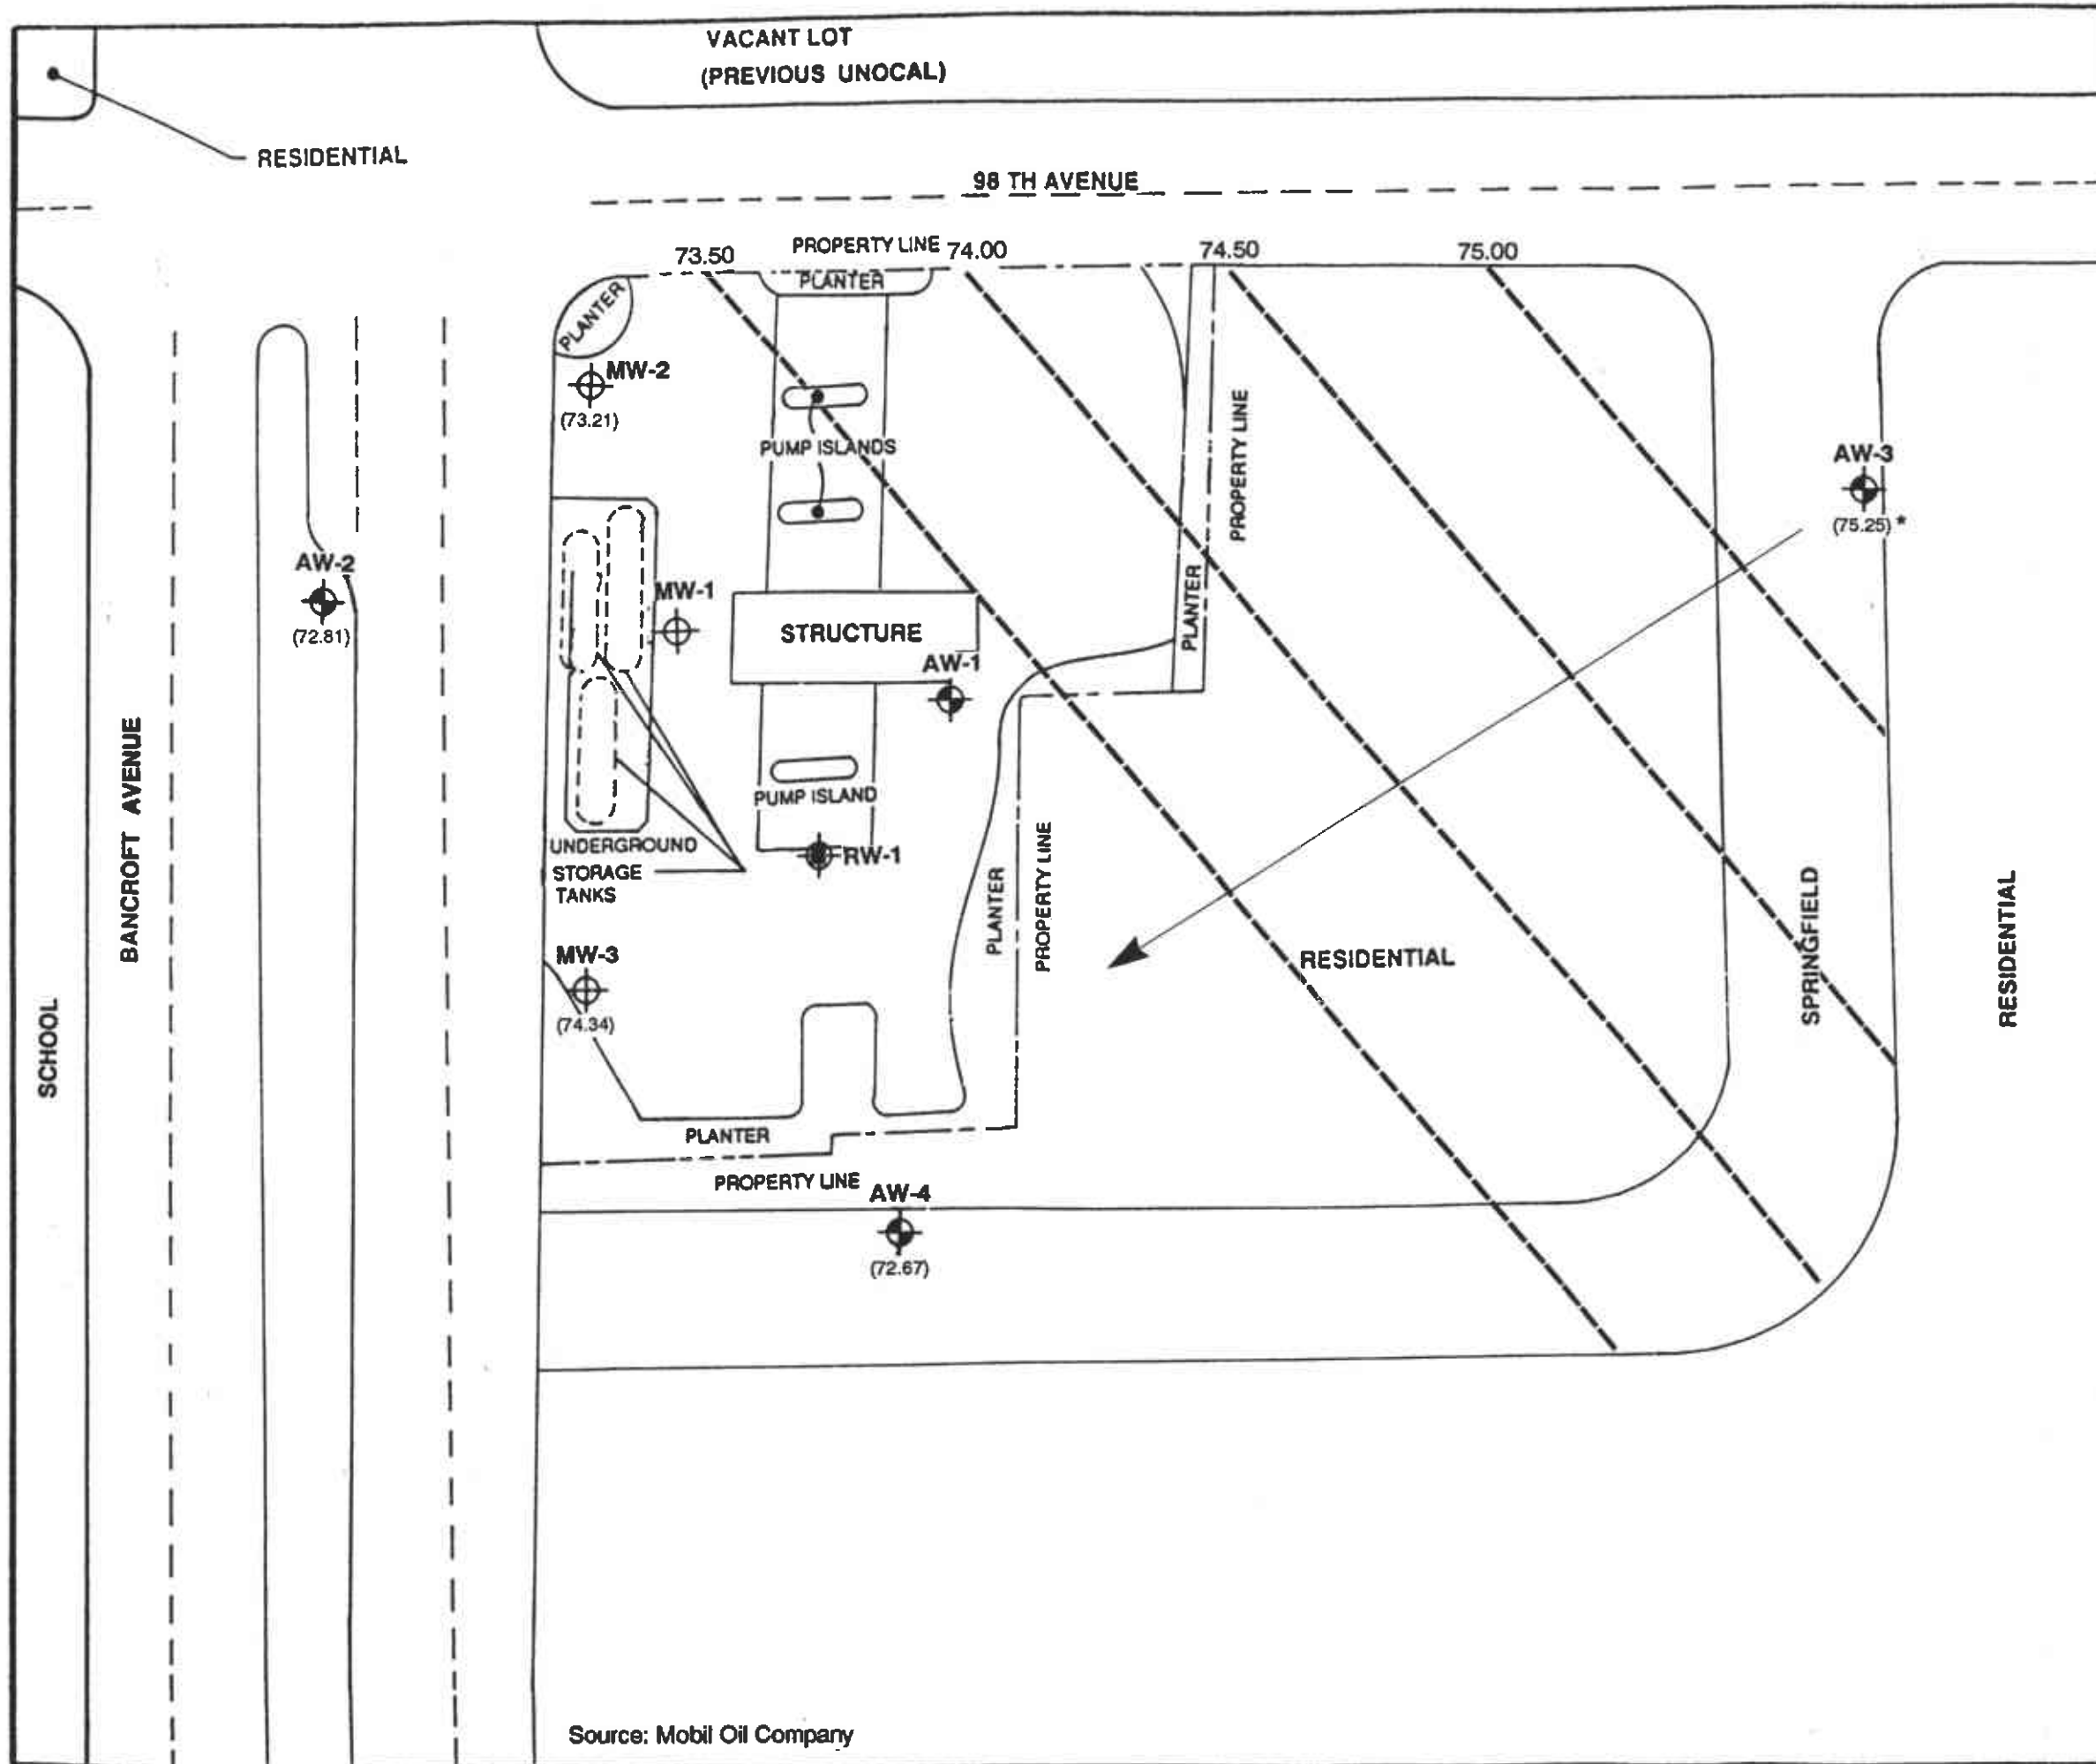 VACANT LOT
(PREVIOUS UNOCAL)
RESIDENTIAL
98 TH AVENUE
73.50
PROPERTY LINE
74.00
74.50
75.00
PLANTER
PLANTER
MW-2
(73.21)
PUMP ISLANDS
PROPERTY LINE
AW-3
(75.25) *
AW-2
(72.81)
MW-1
STRUCTURE
PLANTER
AW-1
BANCROFT AVENUE
PUMP ISLAND
UNDERGROUND
STORAGE
TANKS
RW-1
PLANTER
PROPERTY LINE
SPRINGFIELD
RESIDENTIAL
RESIDENTIAL
MW-3
(74.34)
SCHOOL
PLANTER
PROPERTY LINE
AW-4
(72.67)
Source: Mobil Oil Company